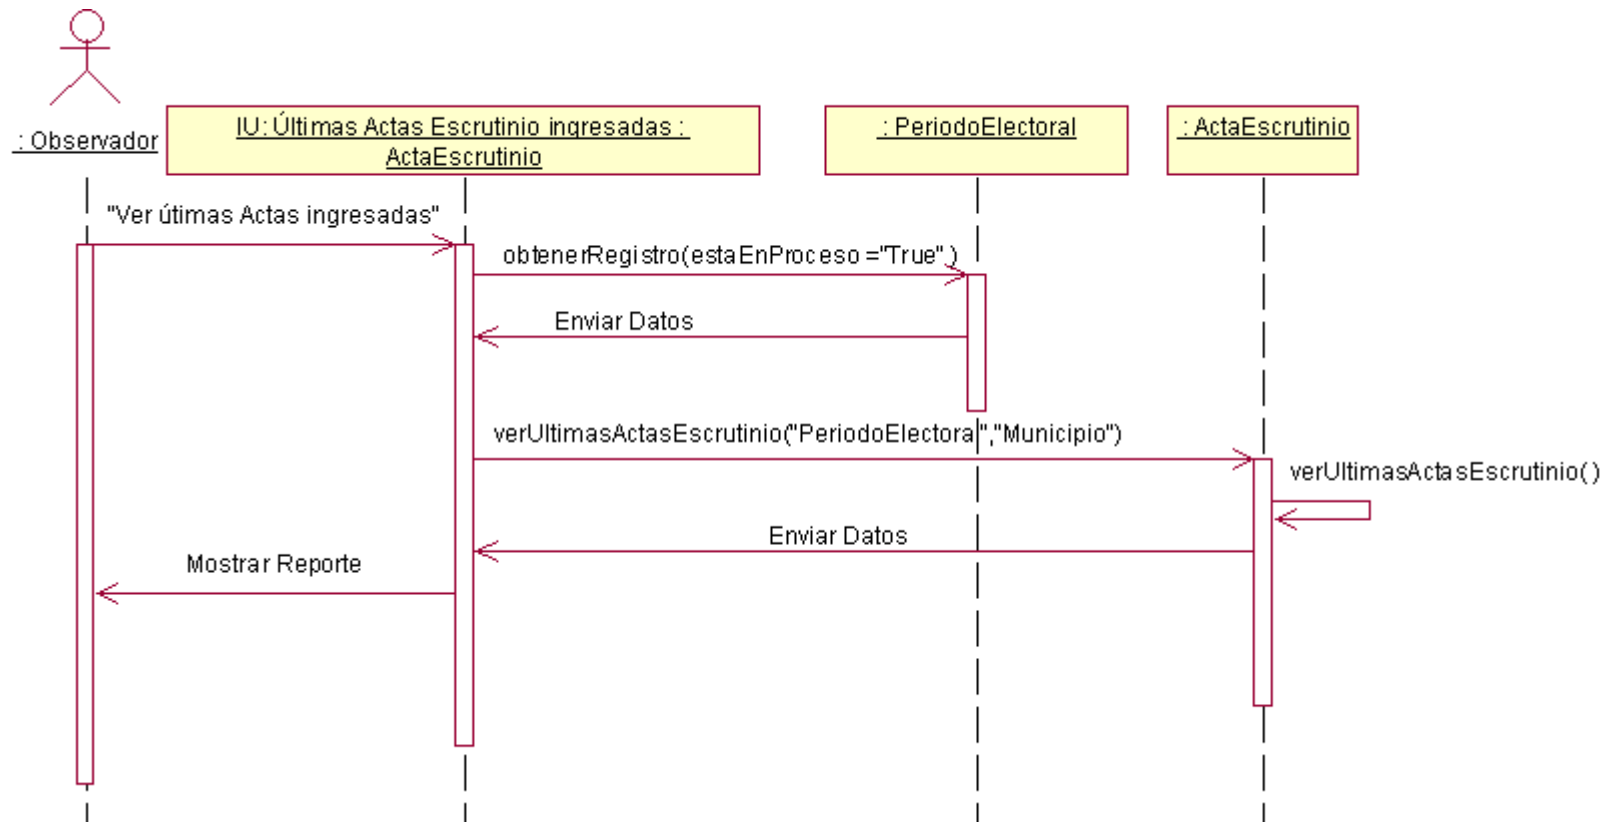 : Observador
IU: Últimas Actas Escrutinio ingresadas :
ActaEscrutinio
: PeriodoElectoral
: ActaEscrutinio
"Ver útimas Actas ingresadas"
obtenerRegistro(estaEnProceso ="True" )
Enviar Datos
verUltimasActasEscrutinio("PeriodoElectoral","Municipio")
verUltimasActasEscrutinio( )
Enviar Datos
Mostrar Reporte